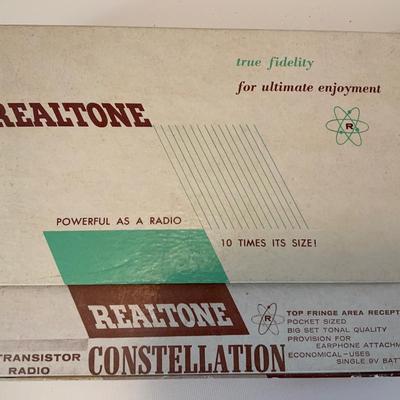 true fidelity
for ultimate enjoyment
REALTONE
R
POWERFUL AS A RADIO
10 TIMES ITS SIZE!
REALTONE
CONSTELLATION
TRANSISTOR
RADIO
R
TOP FRINGE AREA RECEPT
POCKET SIZED
BIG SET TONAL QUALITY
PROVISION FOR
EARPHONE ATTACHM
ECONOMICAL-USES
SINGLE 9V BATT